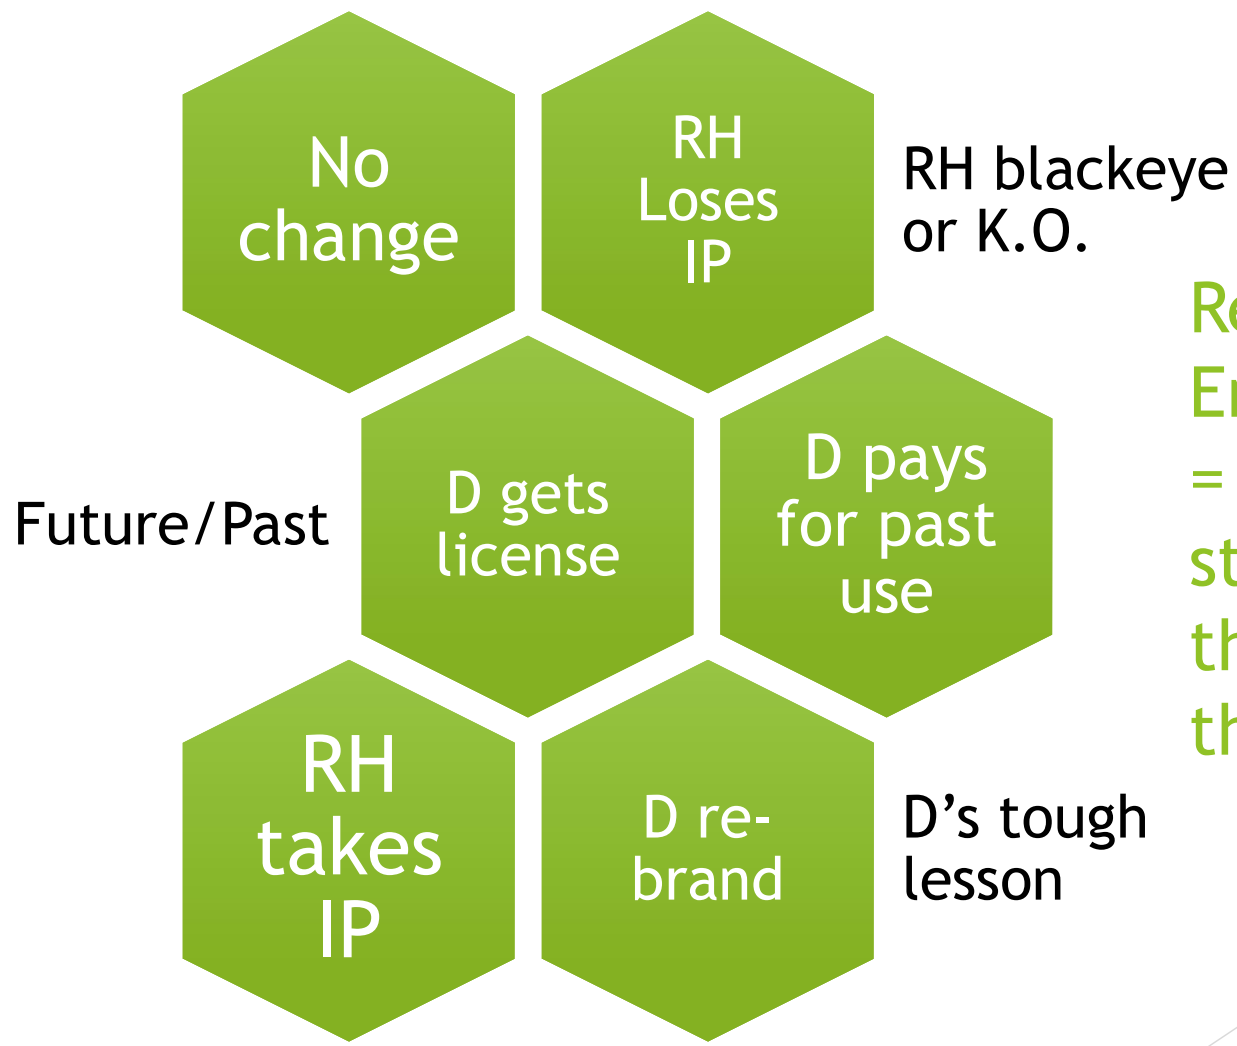 No
change
RH
Loses
IP
RH blackeye
or K.O.
Future/Past
D gets
license
D pays
for past
use
=
RH
takes
IP
D re-
brand
D’s tough
lesson